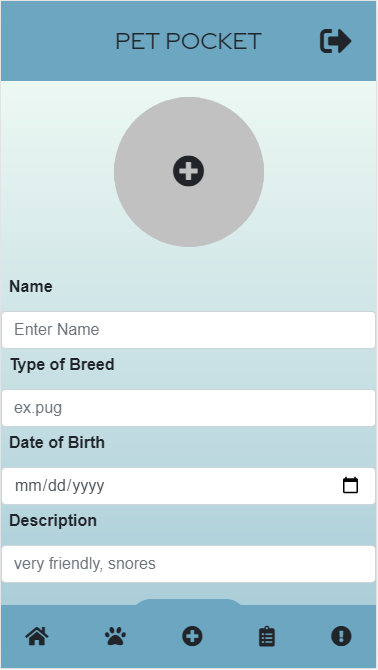 PET POCKET
Name
Enter Name
Type of Breed
ex.pug
Date of Birth
mm/dd/yyyy
Description
very friendly, snores